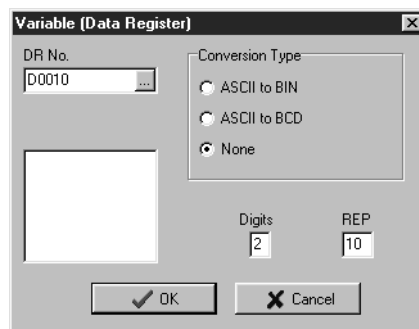 Variable (Data Register)
DR No.
D0010 ...
Conversion Type
ASCII to BIN
ASCII to BCD
None
Digits REP
2 10
OK Cancel